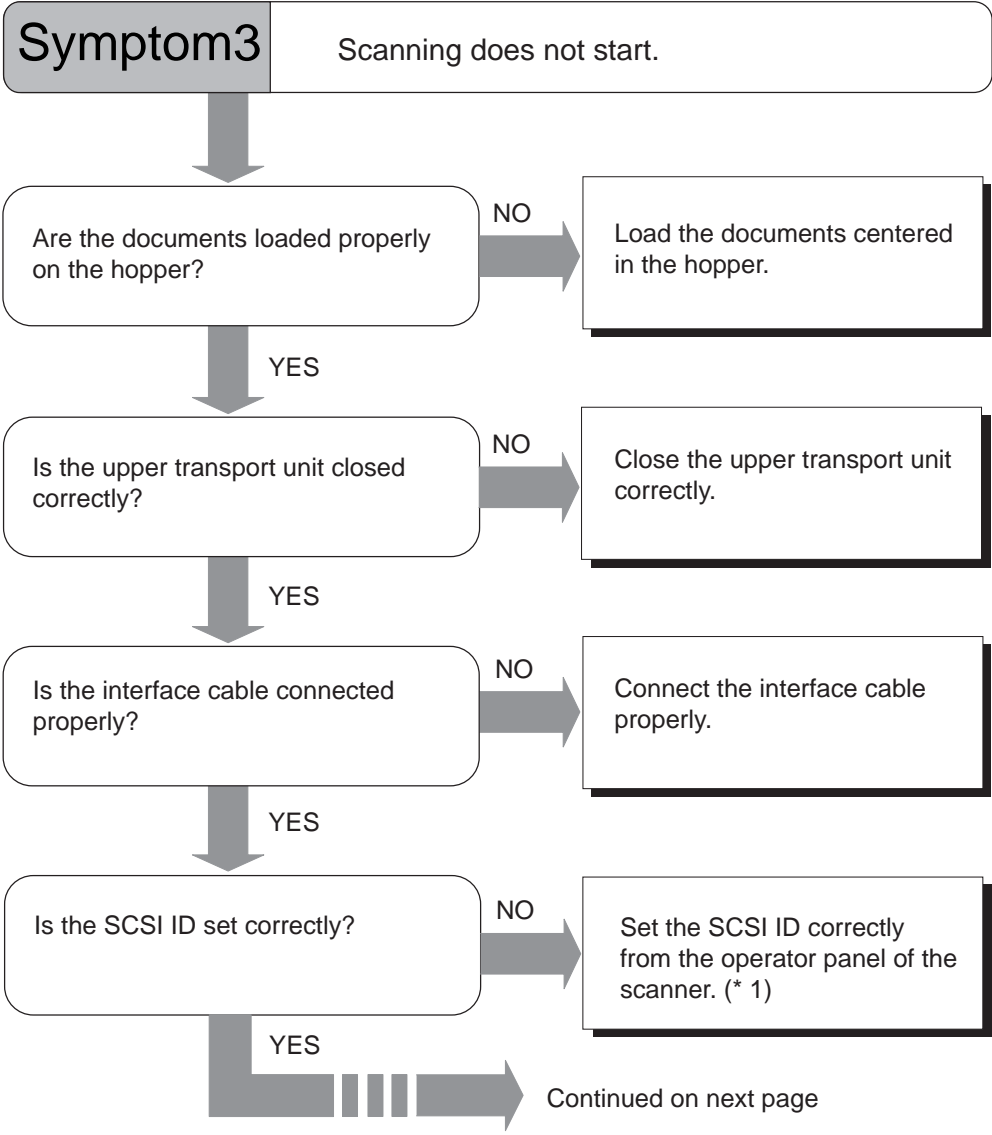 Symptom3
Scanning does not start.
Are the documents loaded properly
on the hopper?
NO
Load the documents centered
in the hopper.
YES
Is the upper transport unit closed
correctly?
NO
Close the upper transport unit
correctly.
YES
Is the interface cable connected
properly?
NO
Connect the interface cable
properly.
YES
Is the SCSI ID set correctly?
NO
Set the SCSI ID correctly
from the operator panel of the
scanner. (* 1)
YES
Continued on next page